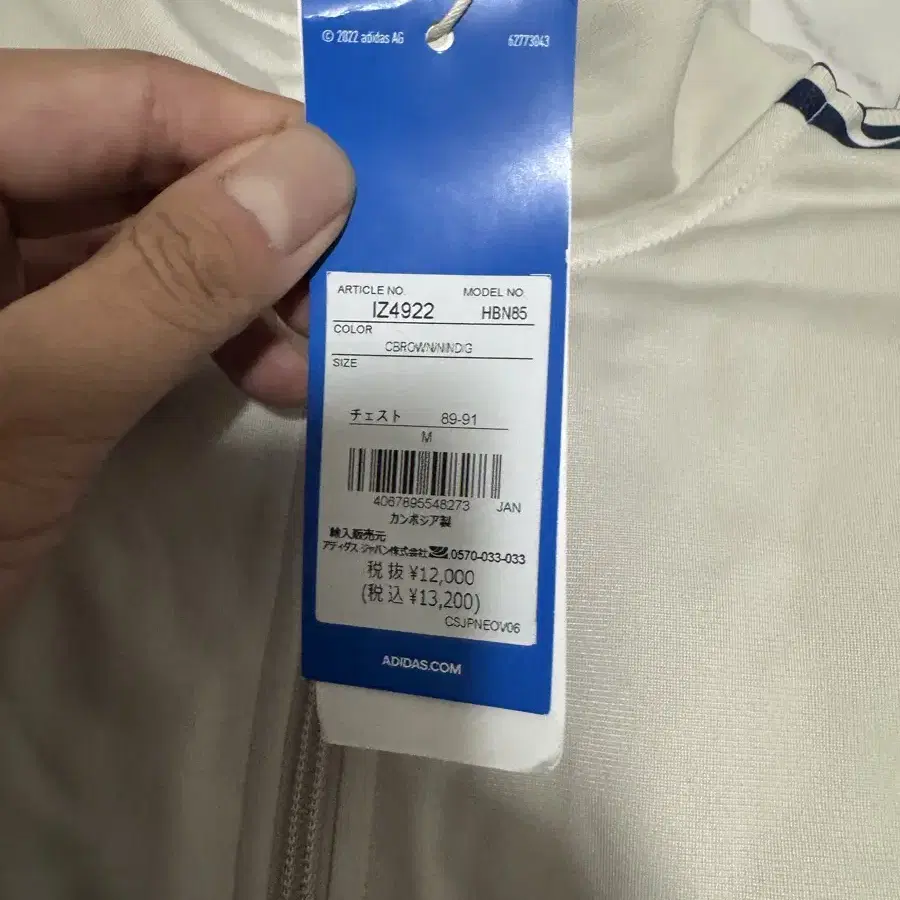 © 2022 adidas AG 62773043
ARTICLE NO. MODEL NO.
IZ4922 HBN85
COLOR
CBROWN/NINDIG
SIZE
チェスト 89-91
M
4067895548273 JAN
カンボシア製
輸入販売元
アディダス ジャパン株式会社 0570-033-033
税抜 ¥12,000
(税込 ¥13,200)
CSJPNEOV06
ADIDAS.COM